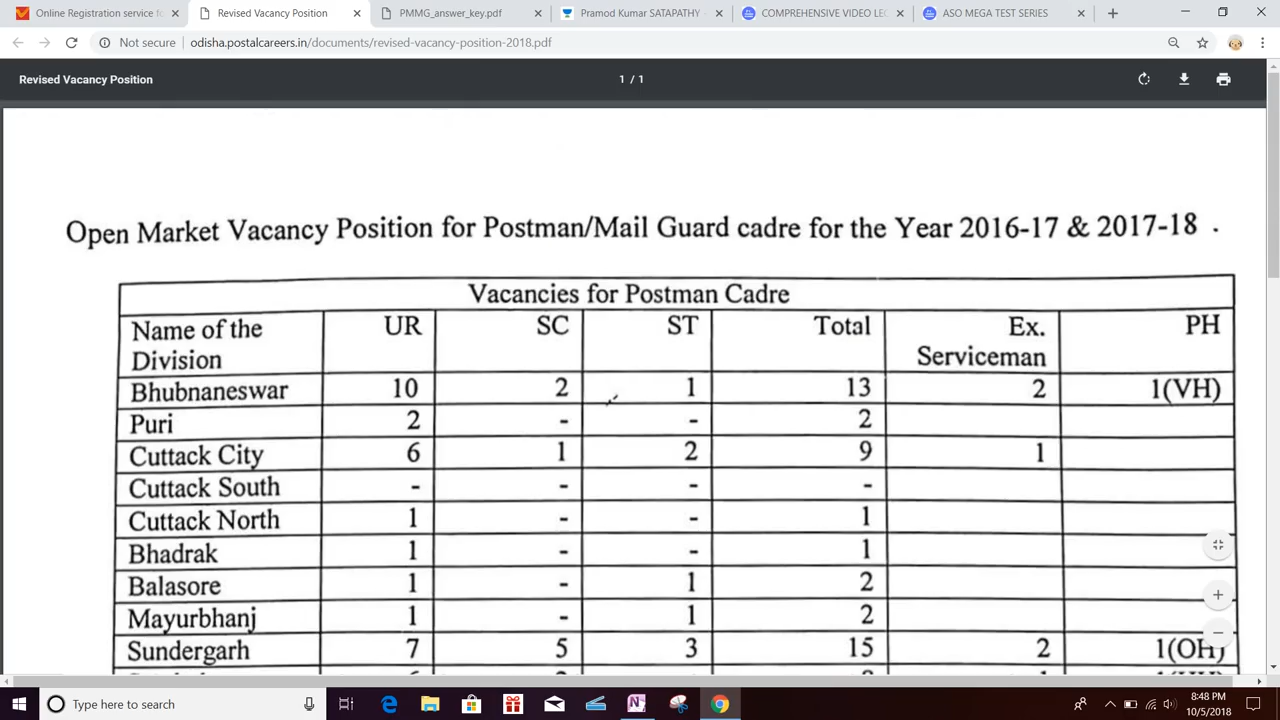 Online Registration service fo
Revised Vacancy Position
PMMG_answer_key.pdf
Pramod Kumar SATAPATHY -
COMPREHENSIVE VIDEO LEC
ASO MEGA TEST SERIES
Not secure
odisha.postalcareers.in/documents/revised-vacancy-position-2018.pdf
Revised Vacancy Position
1 / 1
Open Market Vacancy Position for Postman/Mail Guard cadre for the Year 2016-17 & 2017-18 .
Vacancies for Postman Cadre
Name of the Division UR SC ST Total Ex. Serviceman PH
Bhubnaneswar 10 2 1 13 2 1(VH)
Puri 2 - - 2
Cuttack City 6 1 2 9 1
Cuttack South - - - -
Cuttack North 1 - - 1
Bhadrak 1 - - 1
Balasore 1 - 1 2
Mayurbhanj 1 - 1 2
Sundergarh 7 5 3 15 2 1(OH)
Type here to search
8:48 PM
10/5/2018